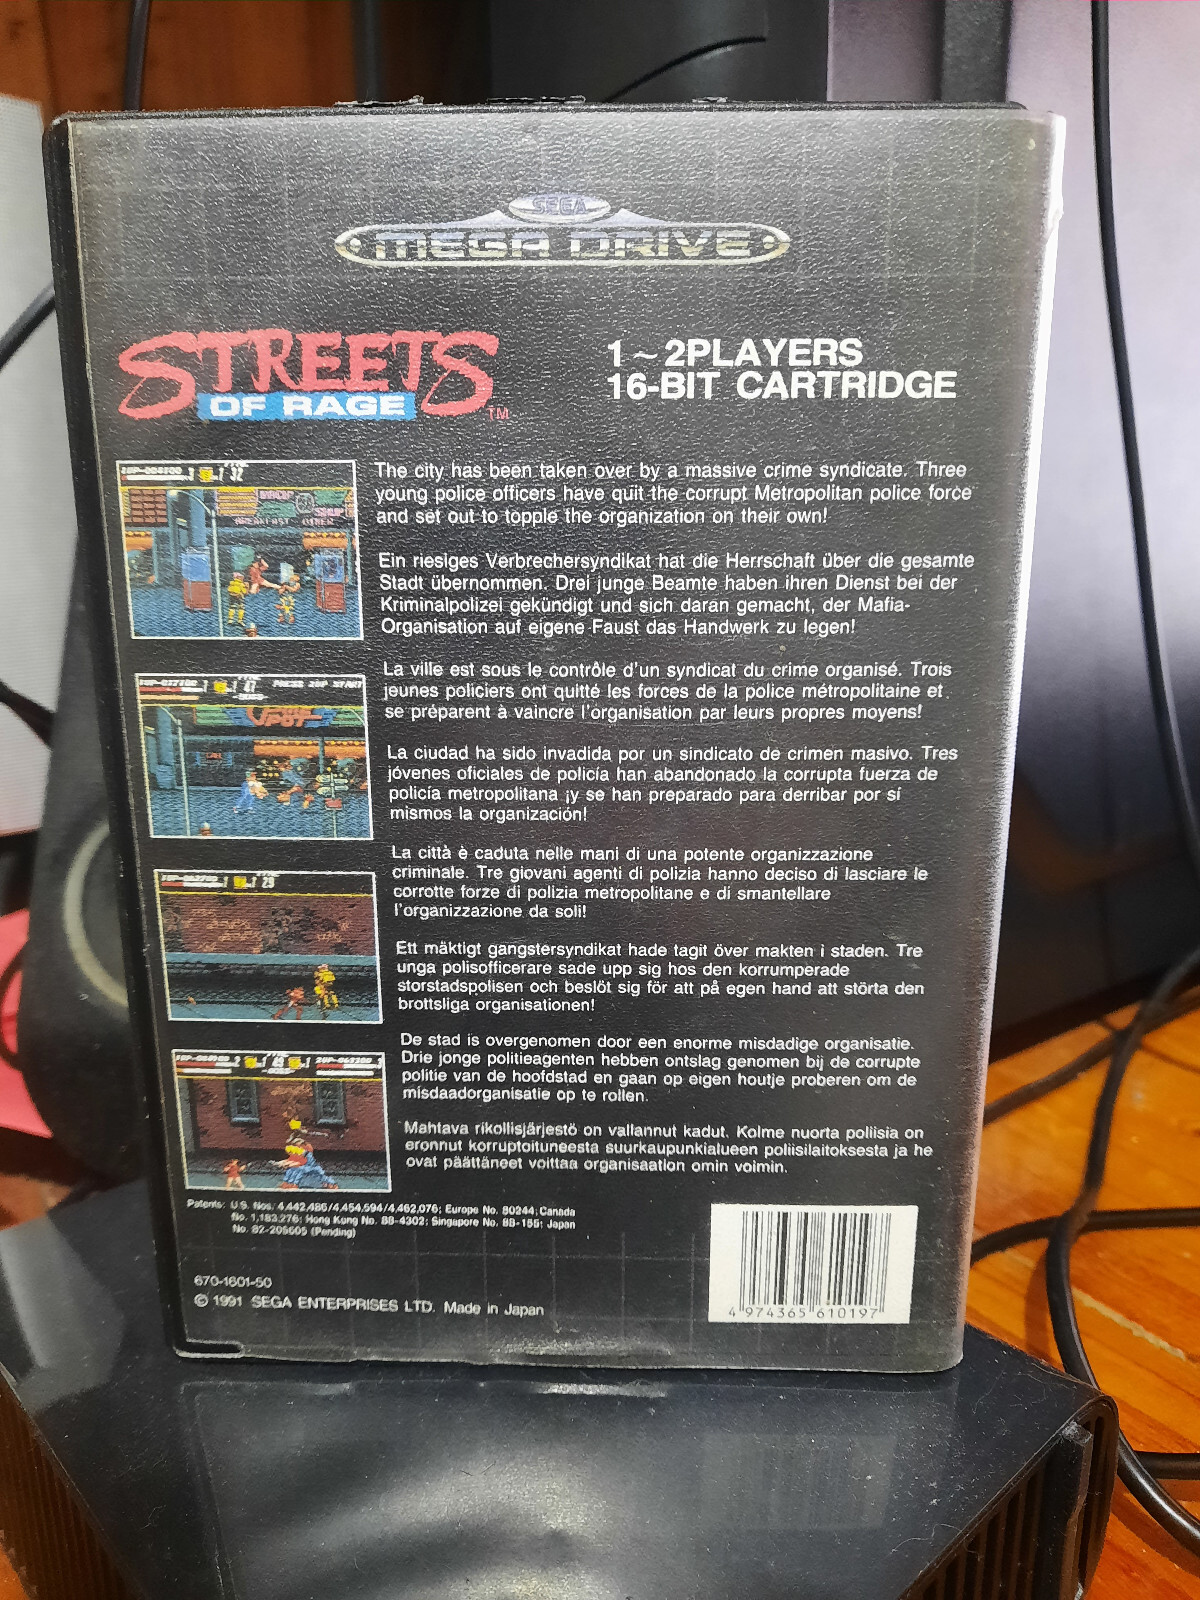 SEGA
MEGA DRIVE
STREETS
OF RAGE TM
1~2PLAYERS
16-BIT CARTRIDGE
The city has been taken over by a massive crime syndicate. Three
young police officers have quit the corrupt Metropolitan police force
and set out to topple the organization on their own!
Ein riesiges Verbrechersyndikat hat die Herrschaft über die gesamte
Stadt übernommen. Drei junge Beamte haben ihren Dienst bei der
Kriminalpolizei gekündigt und sich daran gemacht, der Mafia-
Organisation auf eigene Faust das Handwerk zu legen!
La ville est sous le contrôle d'un syndicat du crime organisé. Trois
jeunes policiers ont quitté les forces de la police métropolitaine et
se préparent à vaincre l'organisation par leurs propres moyens!
La ciudad ha sido invadida por un sindicato de crimen masivo. Tres
jóvenes oficiales de policía han abandonado la corrupta fuerza de
policía metropolitana ¡y se han preparado para derribar por sí
mismos la organización!
La città è caduta nelle mani di una potente organizzazione
criminale. Tre giovani agenti di polizia hanno deciso di lasciare le
corrotte forze di polizia metropolitane e di smantellare
l'organizzazione da soli!
Ett mäktigt gangstersyndikat hade tagit över makten i staden. Tre
unga polisofficerare sade upp sig hos den korrumperade
storstadspolisen och beslöt sig för att på egen hand att störta den
brottsliga organisationen!
De stad is overgenomen door een enorme misdadige organisatie.
Drie jonge politieagenten hebben ontslag genomen bij de corrupte
politie van de hoofdstad en gaan op eigen houtje proberen om de
misdaadorganisatie op te rollen.
Mahtava rikollisjärjestö on vallannut kadut. Kolme nuorta poliisia on
eronnut korruptoituneesta suurkaupunkialueen poliisilaitoksesta ja he
ovat päättäneet voittaa organisaation omin voimin.
Patents: U.S. Nos. 4,442,486/4,454,594/4,462,076; Europe No. 80244; Canada
No. 1,183,276; Hong Kong No. 88-4302; Singapore No. 88-155; Japan
No. 82-205605 (Pending)
670-1601-50
© 1991 SEGA ENTERPRISES LTD. Made in Japan
4 974365 610197